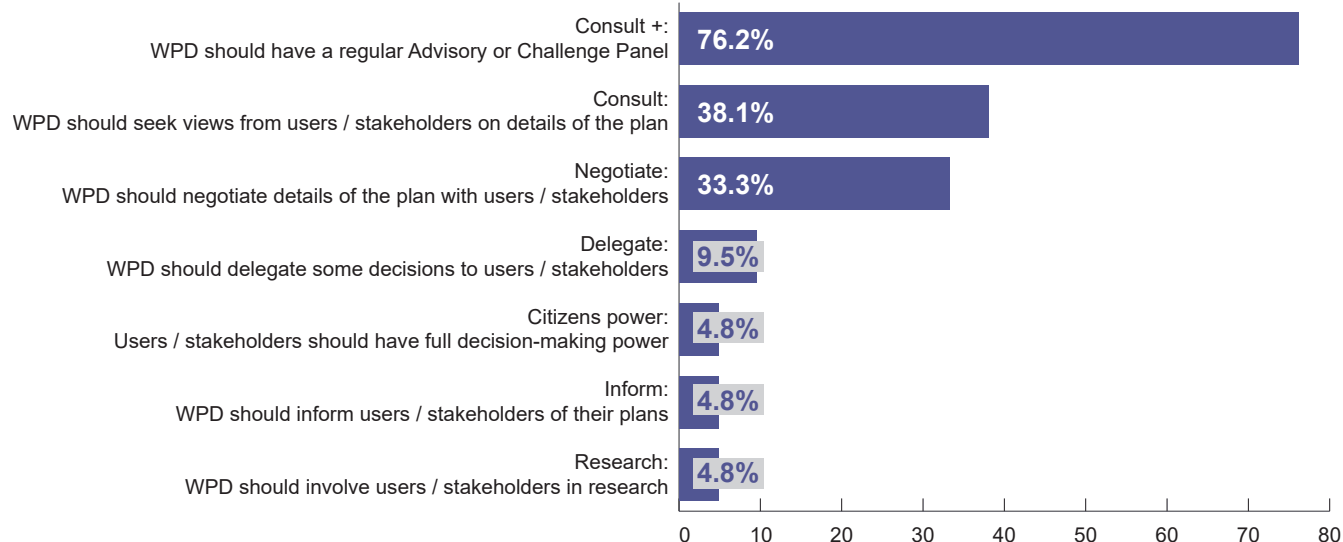 Consult +:
WPD should have a regular Advisory or Challenge Panel
76.2%
Consult:
WPD should seek views from users / stakeholders on details of the plan
38.1%
Negotiate:
WPD should negotiate details of the plan with users / stakeholders
33.3%
Delegate:
WPD should delegate some decisions to users / stakeholders
9.5%
Citizens power:
Users / stakeholders should have full decision-making power
4.8%
Inform:
WPD should inform users / stakeholders of their plans
4.8%
Research:
WPD should involve users / stakeholders in research
4.8%
0 10 20 30 40 50 60 70 80